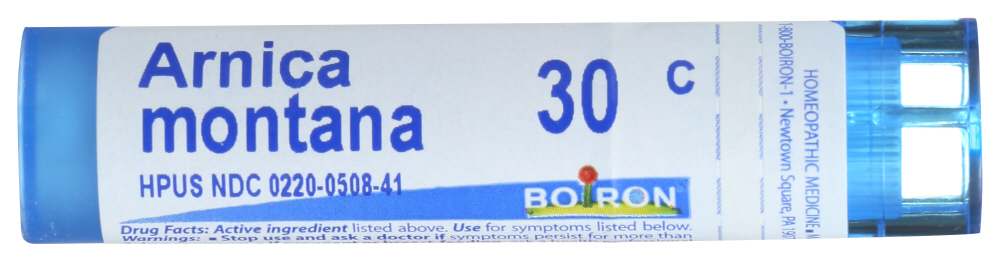 Arnica
montana
30 C
HPUS NDC 0220-0508-41
BOIRON
Drug Facts: Active ingredient listed above. Use for symptoms listed below.
Warnings: ▪ Stop use and ask a doctor if symptoms persist for more than
HOMEOPATHIC MEDICINE
1-800-BOIRON-1 • Newtown Square, PA